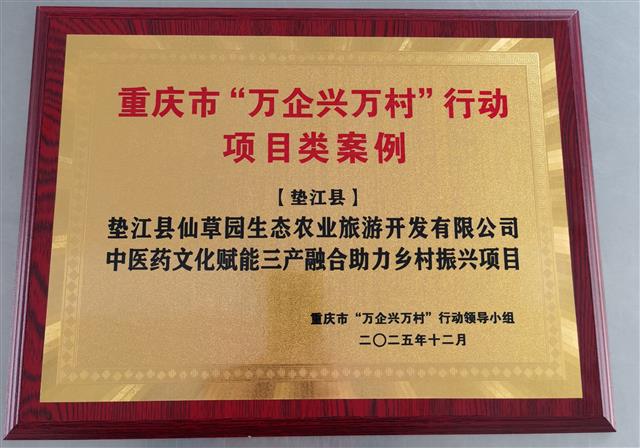 重庆市“万企兴万村”行动
项目类案例
【垫江县】
垫江县仙草园生态农业旅游开发有限公司
中医药文化赋能三产融合助力乡村振兴项目
重庆市“万企兴万村”行动领导小组
二〇二五年十二月